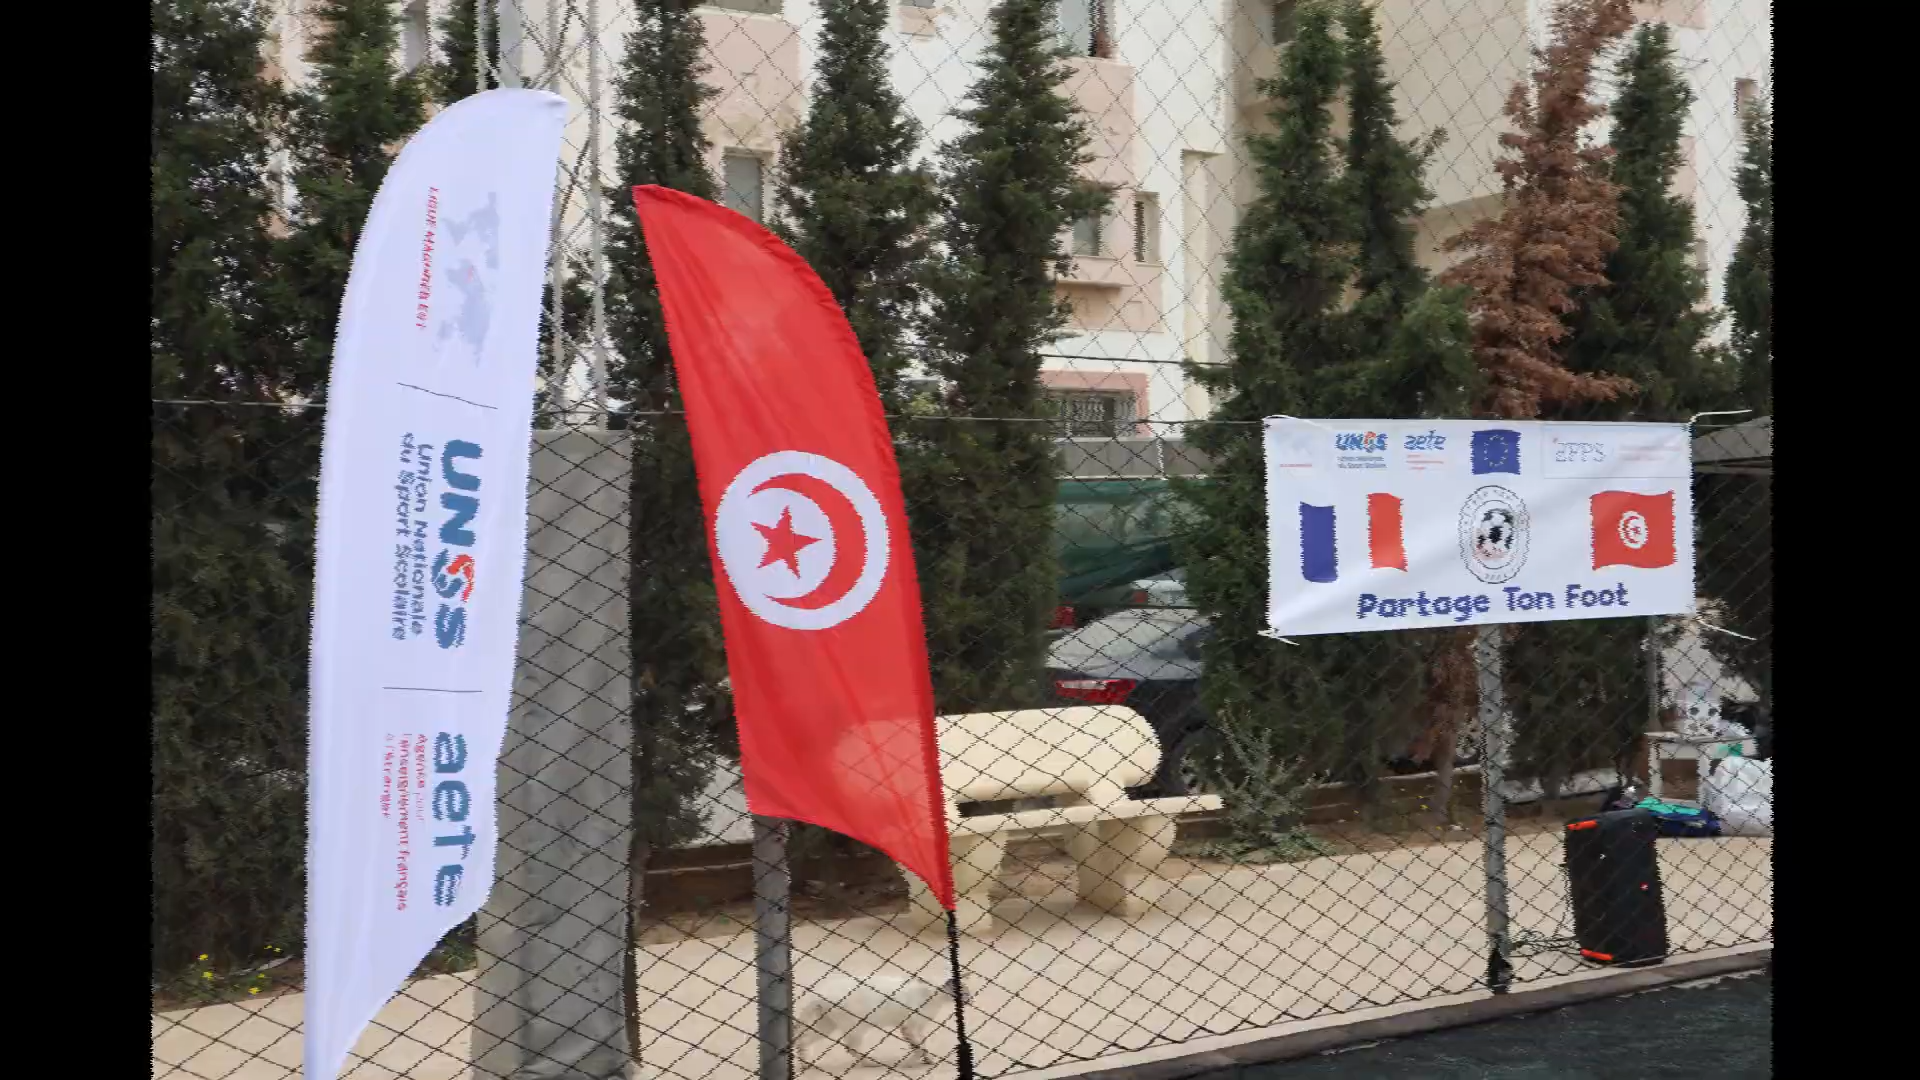 UNSS
Union Nationale
du Sport Scolaire
aefe
Agence pour
l'enseignement français
à l'étranger
UNSS
aefe
Partage Ton Foot